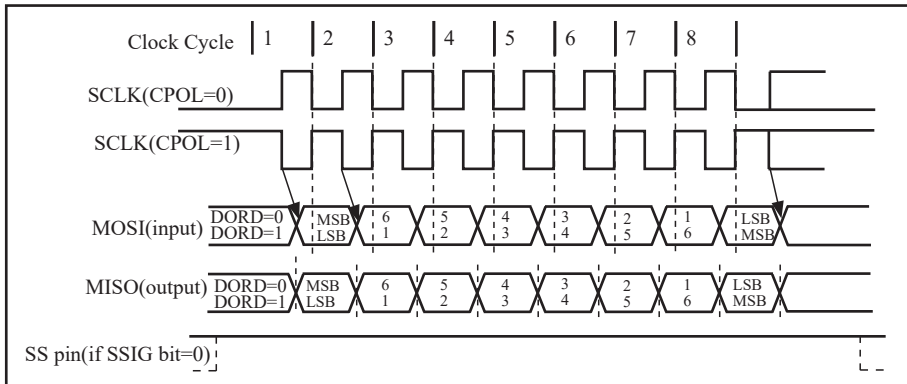 Clock Cycle 1 2 3 4 5 6 7 8
SCLK(CPOL=0)
SCLK(CPOL=1)
MOSI(input) DORD=0 MSB 6 5 4 3 2 1 LSB
DORD=1 LSB 1 2 3 4 5 6 MSB
MISO(output) DORD=0 MSB 6 5 4 3 2 1 LSB
DORD=1 LSB 1 2 3 4 5 6 MSB
SS pin(if SSIG bit=0)